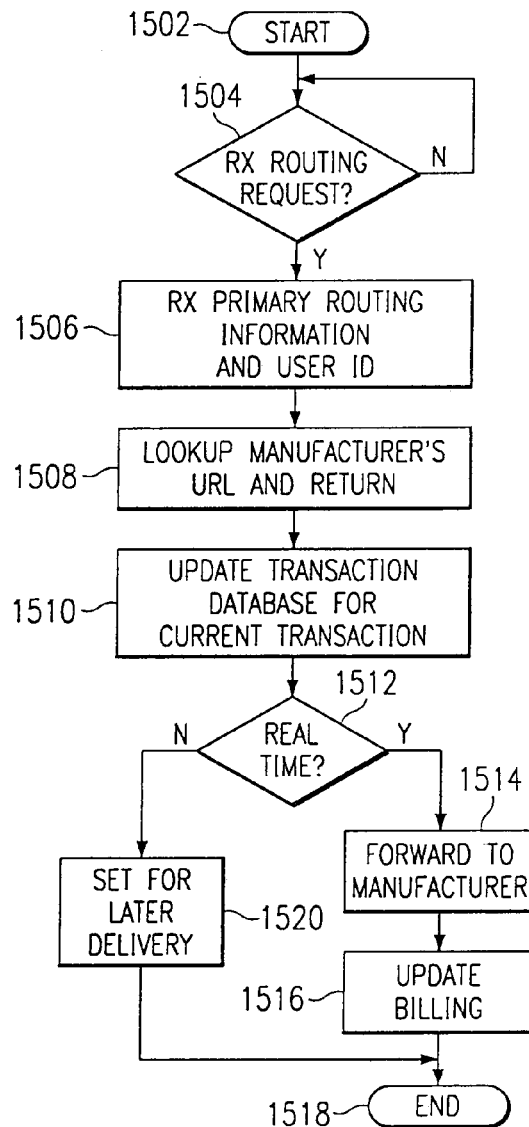 1502
START
1504
RX ROUTING
REQUEST?
N
Y
1506
RX PRIMARY ROUTING
INFORMATION
AND USER ID
1508
LOOKUP MANUFACTURER'S
URL AND RETURN
1510
UPDATE TRANSACTION
DATABASE FOR
CURRENT TRANSACTION
1512
N
REAL
TIME?
Y
1514
FORWARD TO
MANUFACTURER
SET FOR
LATER
DELIVERY
1520
1516
UPDATE
BILLING
1518
END